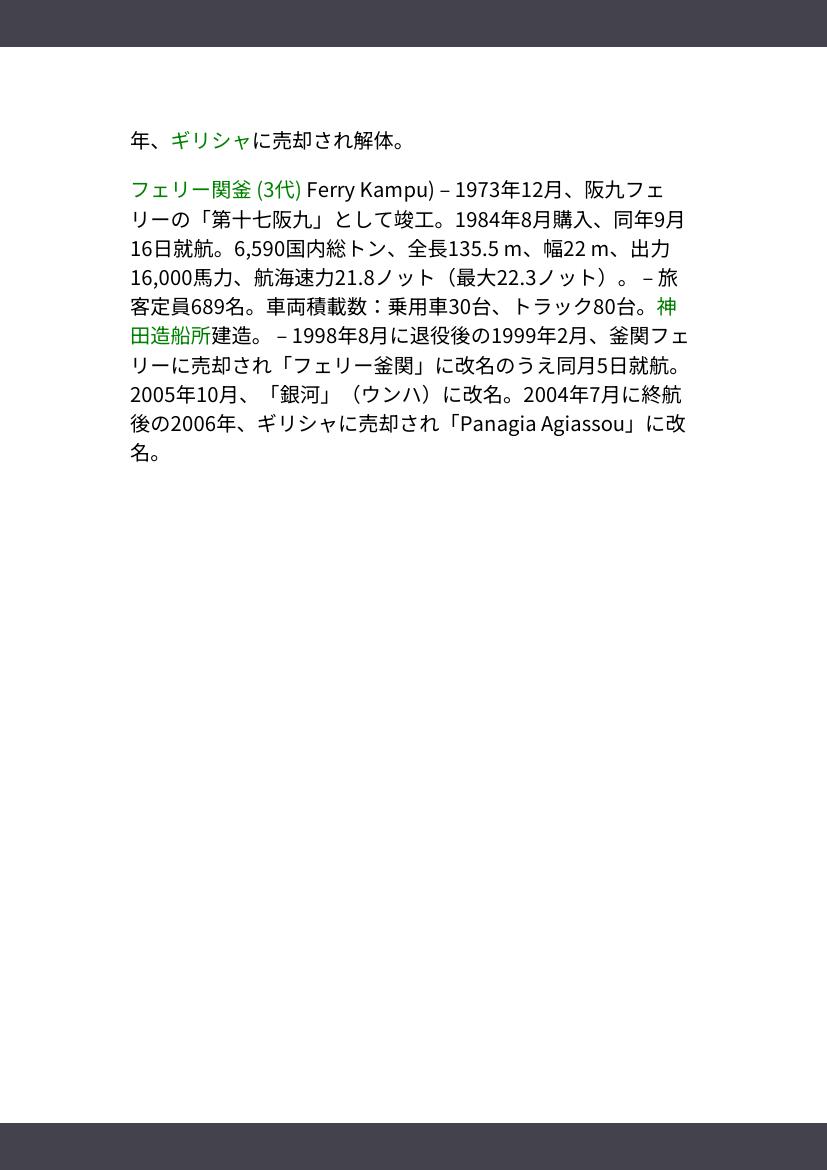 年、ギリシャに売却され解体。
フェリー関釜 (3代) Ferry Kampu) – 1973年12月、阪九フェ
リーの「第十七阪九」として竣工。1984年8月購入、同年9月
16日就航。6,590国内総トン、全長135.5 m、幅22 m、出力
16,000馬力、航海速力21.8ノット（最大22.3ノット）。 – 旅
客定員689名。車両積載数：乗用車30台、トラック80台。神
田造船所建造。 – 1998年8月に退役後の1999年2月、釜関フェ
リーに売却され「フェリー釜関」に改名のうえ同月5日就航。
2005年10月、「銀河」（ウンハ）に改名。2004年7月に終航
後の2006年、ギリシャに売却され「Panagia Agiassou」に改
名。